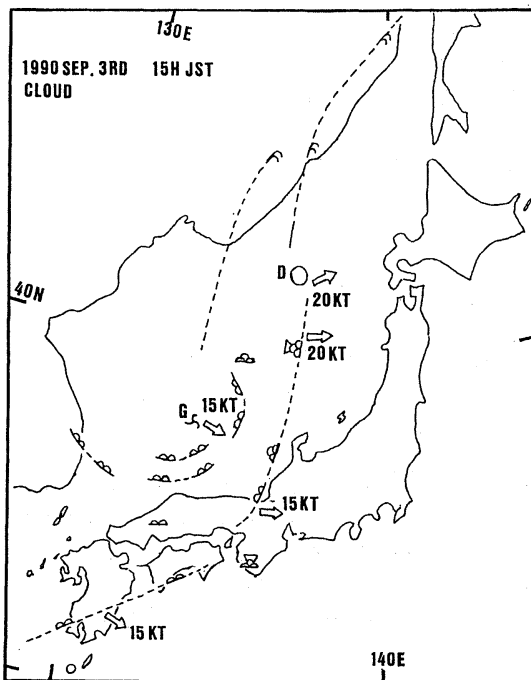 130E
1990 SEP. 3RD 15H JST
CLOUD
D
20KT
40N
20KT
G 15KT
15KT
15KT
140E